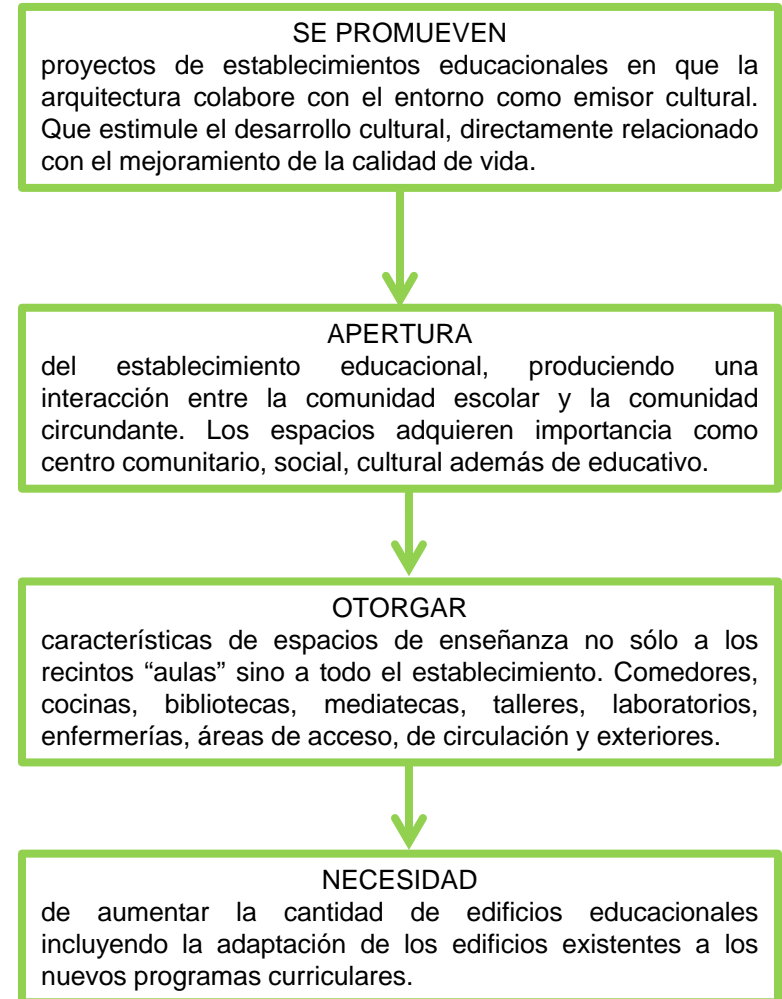 SE PROMUEVEN
proyectos de establecimientos educacionales en que la
arquitectura colabore con el entorno como emisor cultural.
Que estimule el desarrollo cultural, directamente relacionado
con el mejoramiento de la calidad de vida.
APERTURA
del establecimiento educacional, produciendo una
interacción entre la comunidad escolar y la comunidad
circundante. Los espacios adquieren importancia como
centro comunitario, social, cultural además de educativo.
OTORGAR
características de espacios de enseñanza no sólo a los
recintos “aulas” sino a todo el establecimiento. Comedores,
cocinas, bibliotecas, mediatecas, talleres, laboratorios,
enfermerías, áreas de acceso, de circulación y exteriores.
NECESIDAD
de aumentar la cantidad de edificios educacionales
incluyendo la adaptación de los edificios existentes a los
nuevos programas curriculares.